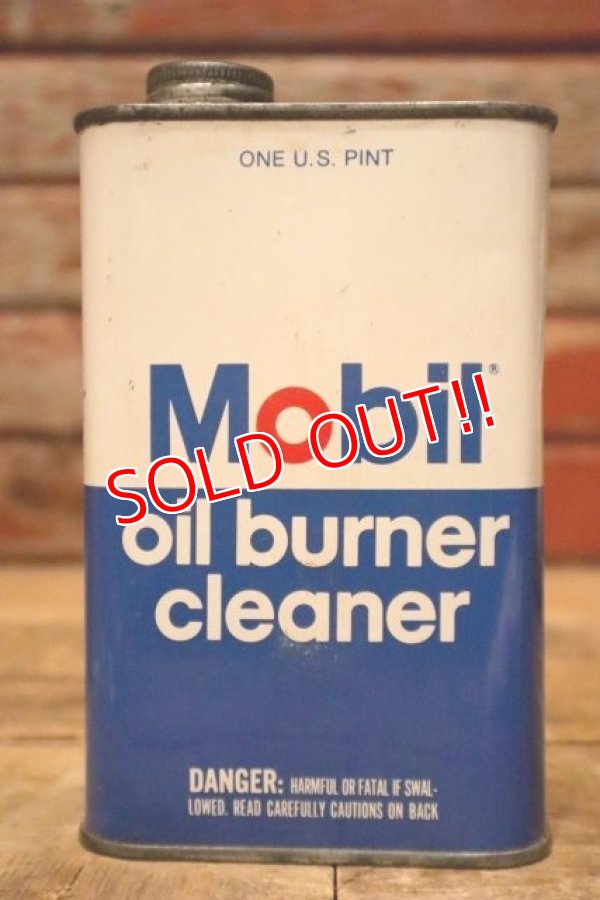 ONE U.S. PINT
Mobil®
SOLD OUT!!
oil burner
cleaner
DANGER: HARMFUL OR FATAL IF SWAL-
LOWED. READ CAREFULLY CAUTIONS ON BACK